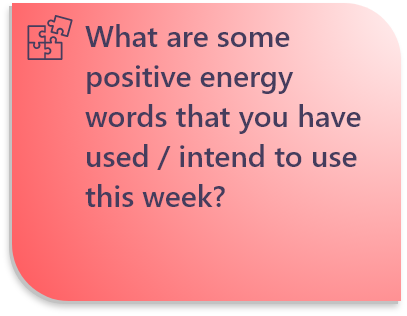 What are some
positive energy
words that you have
used / intend to use
this week?